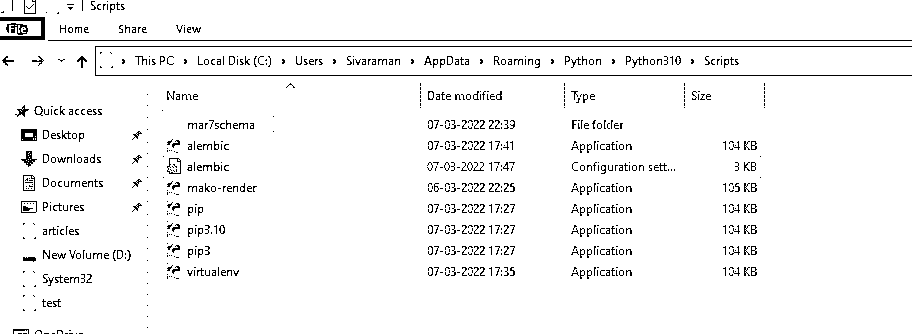 Scripts
File
Home Share View
This PC Local Disk (C:) Users Sivaraman AppData Roaming Python Python310 Scripts
Name Date modified Type Size
Quick access
Desktop
Downloads
Documents
Pictures
articles
New Volume (D:)
System32
test
OneDrive
mar7schema 07-03-2022 22:39 File folder
alembic 07-03-2022 17:41 Application 104 KB
alembic 07-03-2022 17:47 Configuration sett... 3 KB
mako-render 06-03-2022 22:25 Application 105 KB
pip 07-03-2022 17:27 Application 104 KB
pip3.10 07-03-2022 17:27 Application 104 KB
pip3 07-03-2022 17:27 Application 104 KB
virtualenv 07-03-2022 17:35 Application 104 KB